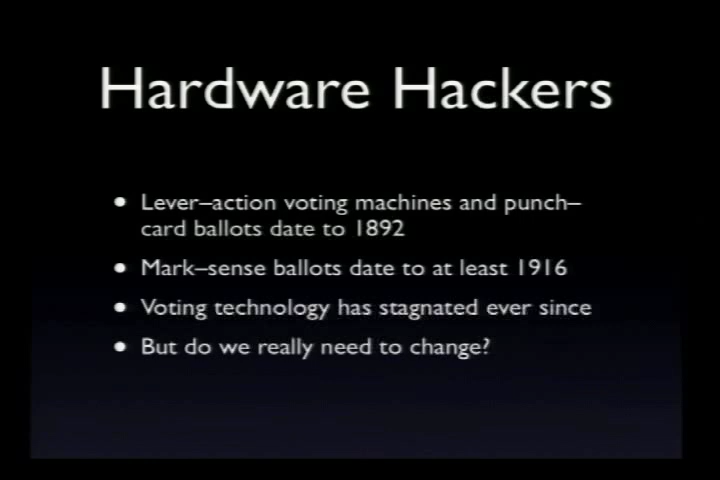 Hardware Hackers
• Lever–action voting machines and punch–
card ballots date to 1892
• Mark–sense ballots date to at least 1916
• Voting technology has stagnated ever since
• But do we really need to change?